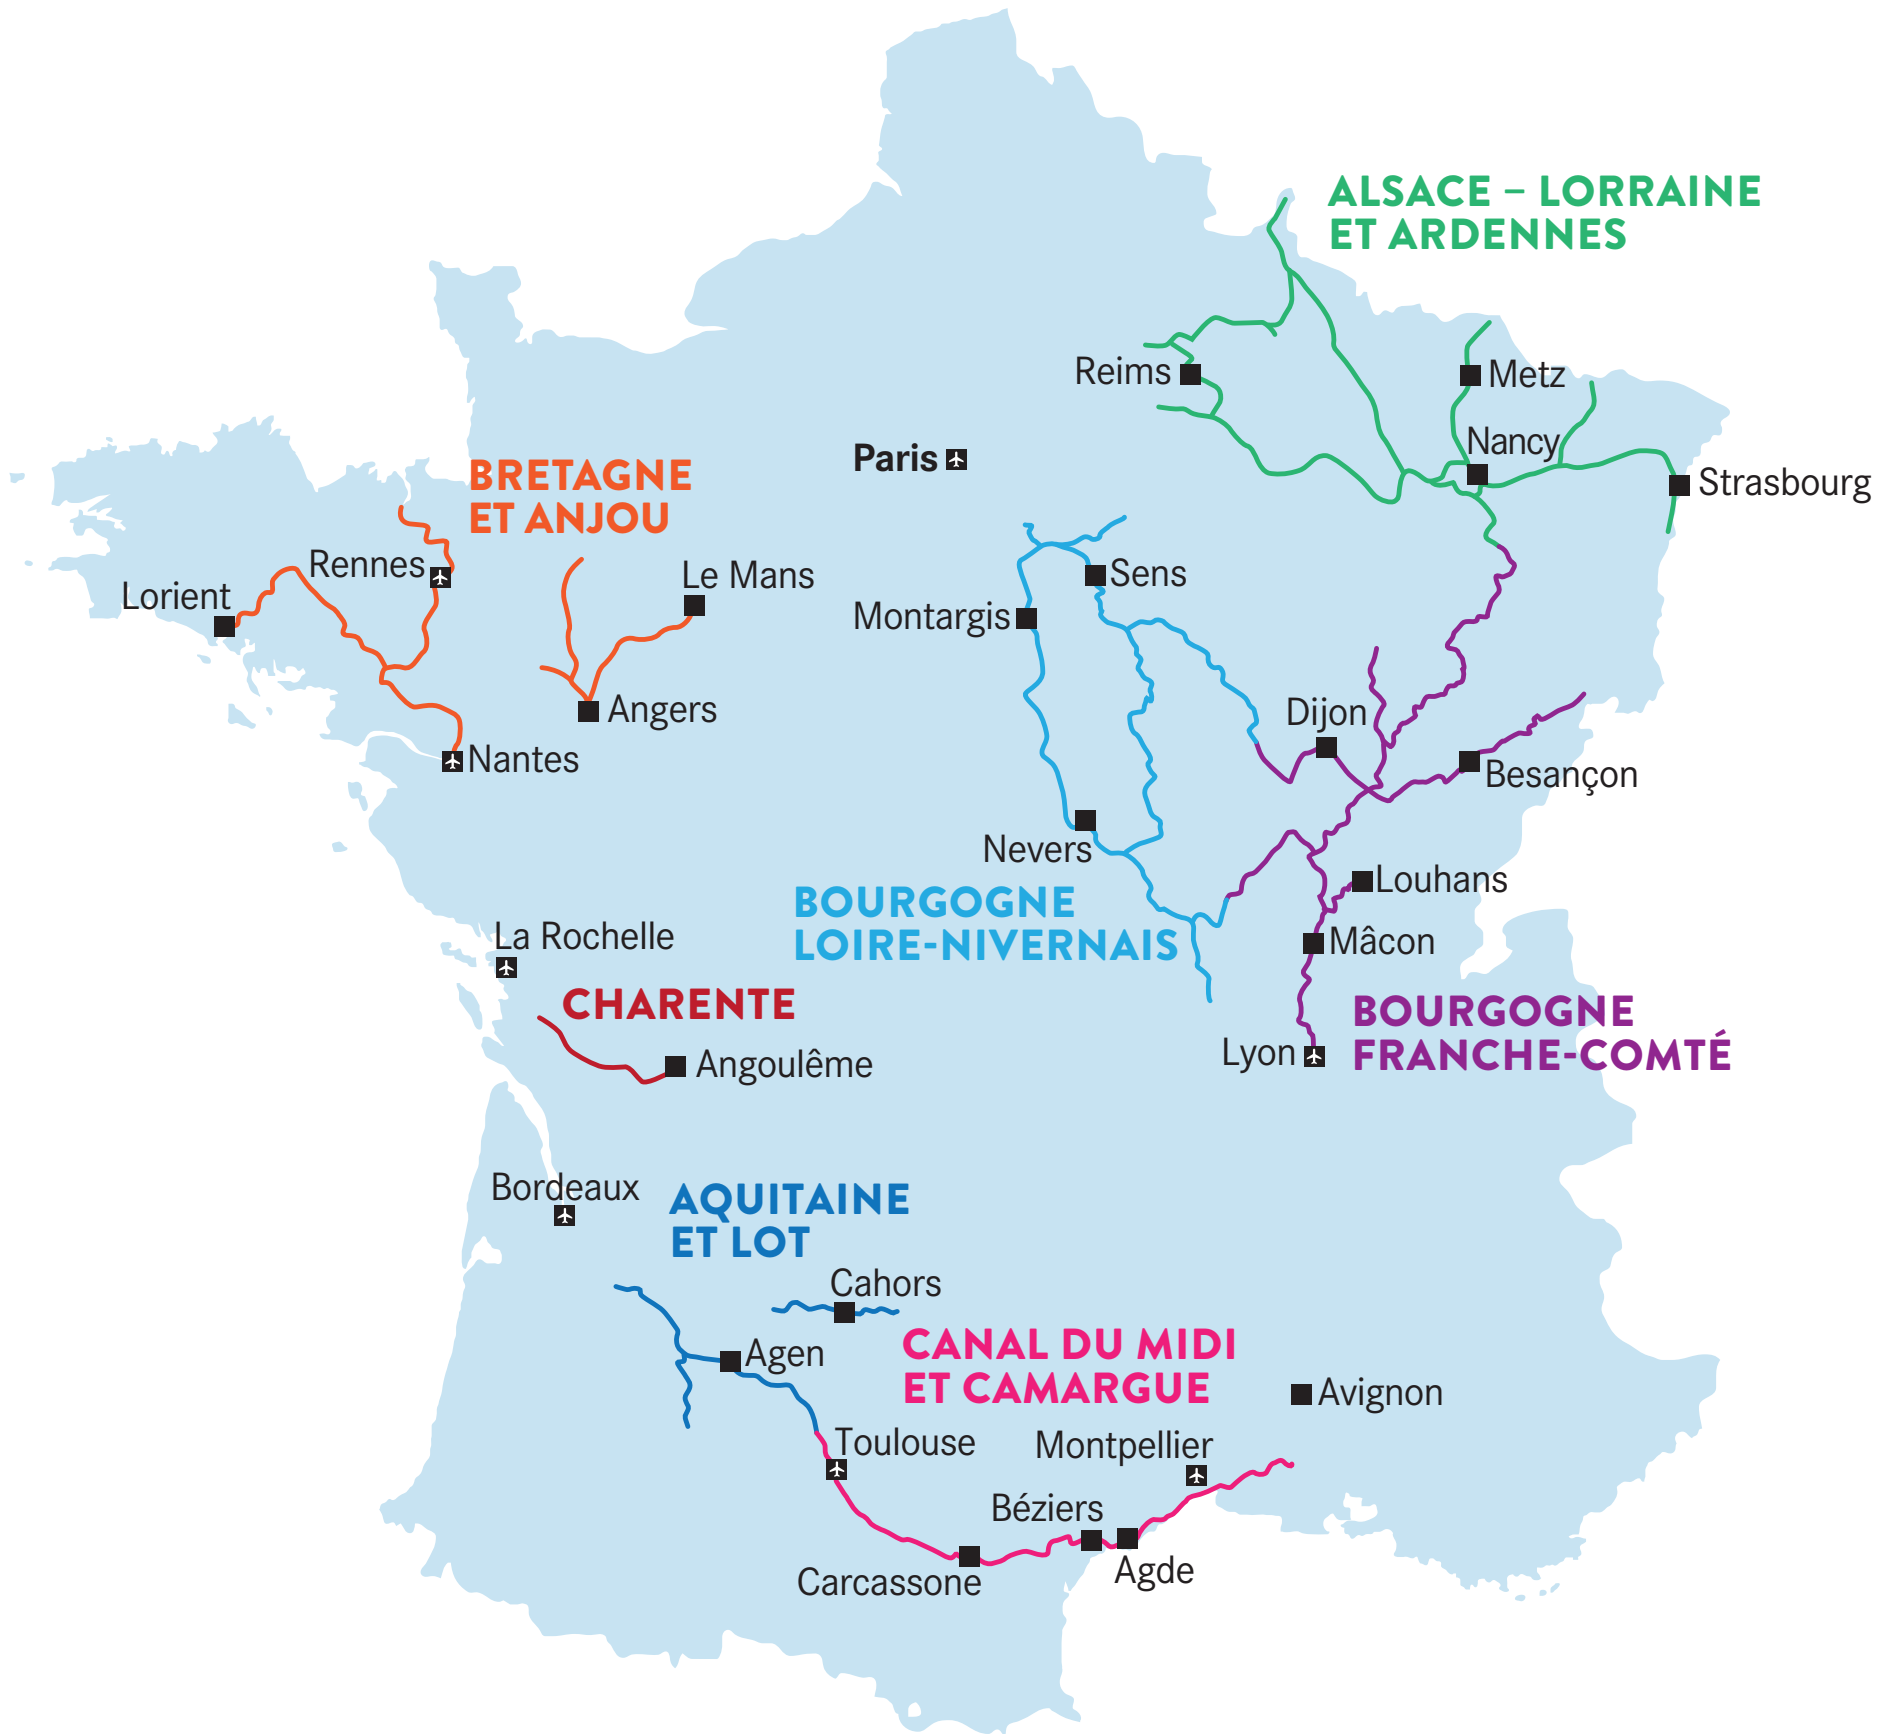 ALSACE – LORRAINE
ET ARDENNES
Reims
Metz
Nancy
Paris
Strasbourg
BRETAGNE
ET ANJOU
Rennes
Le Mans
Lorient
Sens
Montargis
Angers
Dijon
Nantes
Besançon
Nevers
Louhans
BOURGOGNE
LOIRE-NIVERNAIS
La Rochelle
Mâcon
CHARENTE
BOURGOGNE
FRANCHE-COMTÉ
Lyon
Angoulême
Bordeaux
AQUITAINE
ET LOT
Cahors
CANAL DU MIDI
ET CAMARGUE
Agen
Avignon
Toulouse
Montpellier
Béziers
Agde
Carcassone